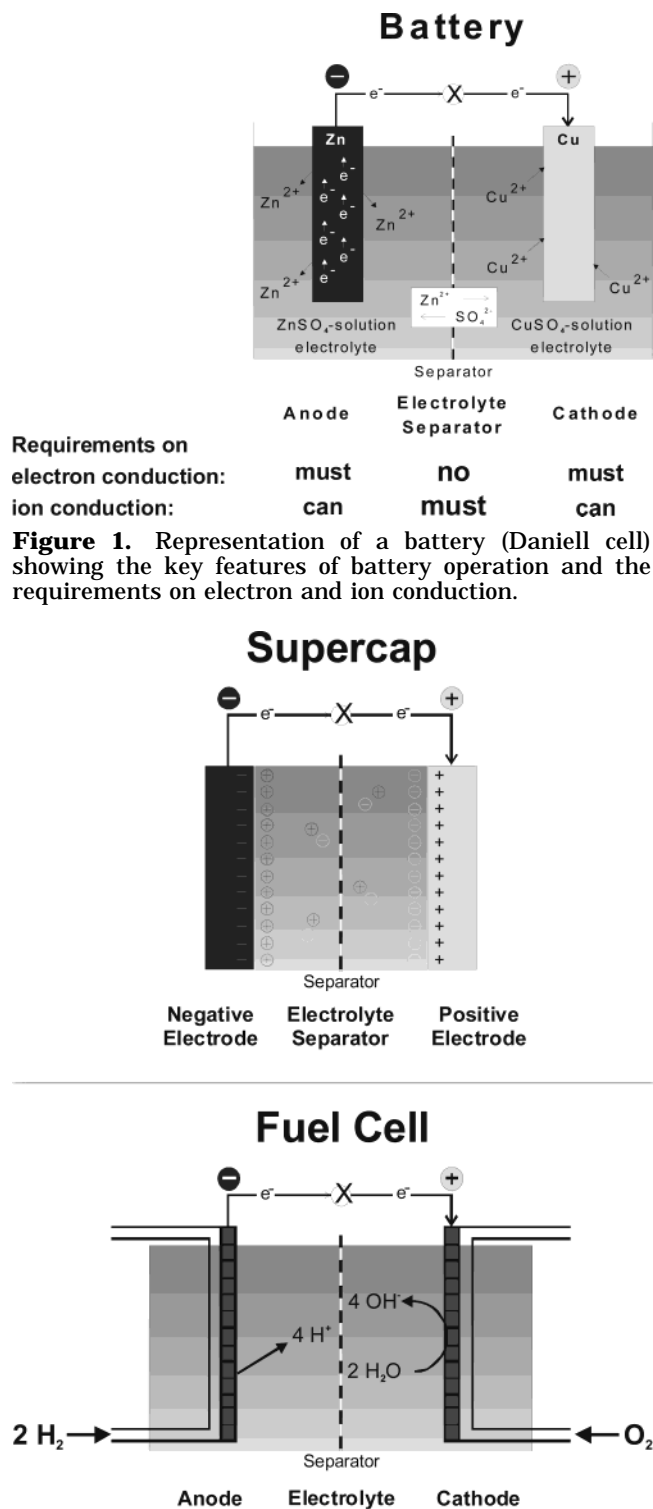 Battery
− +
e⁻ X e⁻
Zn Cu
e⁻ e⁻
Zn²⁺ e⁻ Cu²⁺
e⁻ Zn²⁺
e⁻ e⁻ Cu²⁺
Zn²⁺ e⁻ Cu²⁺
Zn²⁺
SO₄²⁻
ZnSO₄-solution CuSO₄-solution
electrolyte electrolyte
Separator
Anode Electrolyte Cathode
Separator
Requirements on
electron conduction: must no must
ion conduction: can must can
Figure 1. Representation of a battery (Daniell cell)
showing the key features of battery operation and the
requirements on electron and ion conduction.
Supercap
− +
e⁻ X e⁻
Separator
Negative Electrolyte Positive
Electrode Separator Electrode
Fuel Cell
− +
e⁻ X e⁻
4 OH⁻
4 H⁺
2 H₂O
2 H₂ O₂
Separator
Anode Electrolyte Cathode